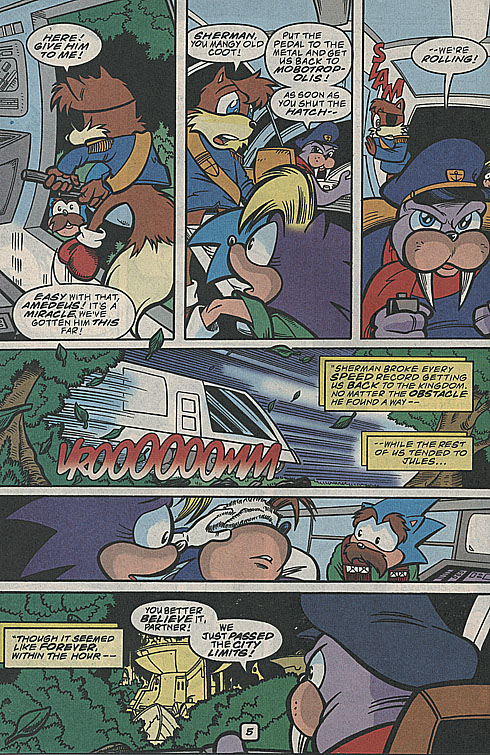 HERE!
GIVE HIM
TO ME!
EASY WITH THAT,
AMEDEUS! IT'S A
MIRACLE, WE'VE
GOTTEN HIM THIS
FAR!
SHERMAN,
YOU MANGY OLD
COOT!
PUT THE
PEDAL TO THE
METAL AND GET
US BACK TO
MOBOTROP-
OLIS!
AS SOON AS
YOU SHUT THE
HATCH--
SLAM
--WE'RE
ROLLING!
"SHERMAN BROKE EVERY
SPEED RECORD GETTING
US BACK TO THE KINGDOM.
NO MATTER THE OBSTACLE
HE FOUND A WAY--
VROOOOOOOMM
--WHILE THE REST
OF US TENDED TO
JULES...
"THOUGH IT SEEMED
LIKE FOREVER,
WITHIN THE HOUR--
YOU BETTER
BELIEVE IT,
PARTNER!
WE
JUST PASSED
THE CITY
LIMITS!
5